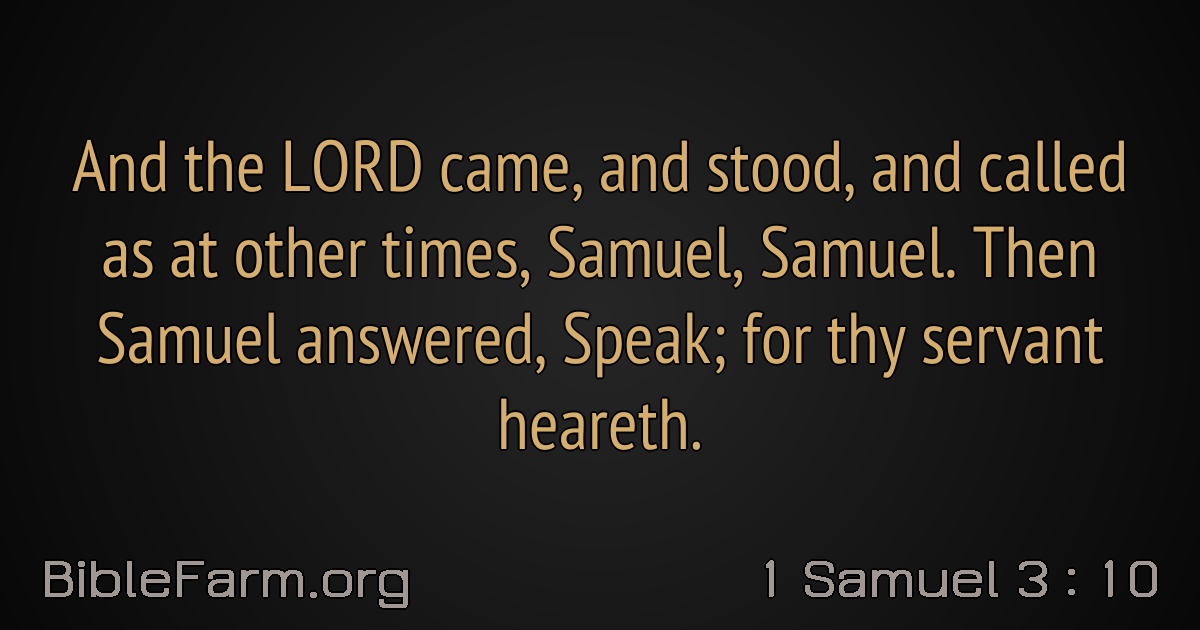 And the LORD came, and stood, and called
as at other times, Samuel, Samuel. Then
Samuel answered, Speak; for thy servant
heareth.
BibleFarm.org
1 Samuel 3 : 10